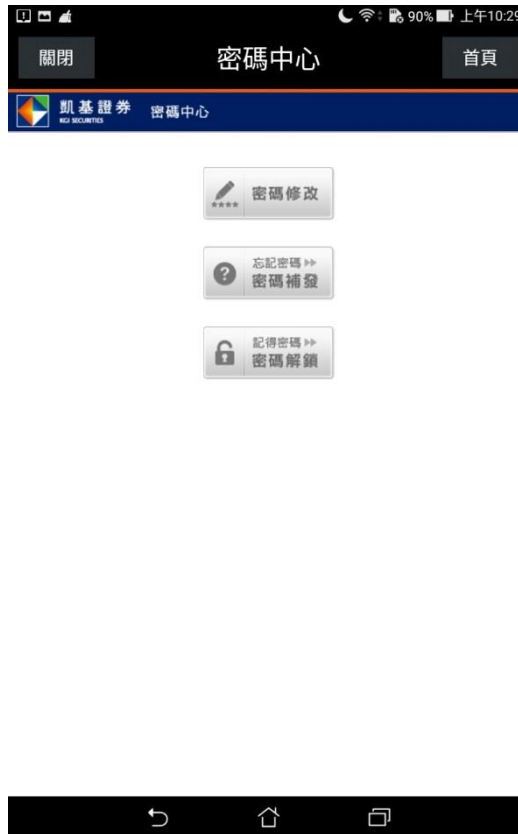 90% 上午10:29
關閉 密碼中心 首頁
凱基證券 密碼中心
KGI SECURITIES
**** 密碼修改
忘記密碼
密碼補發
記得密碼
密碼解鎖